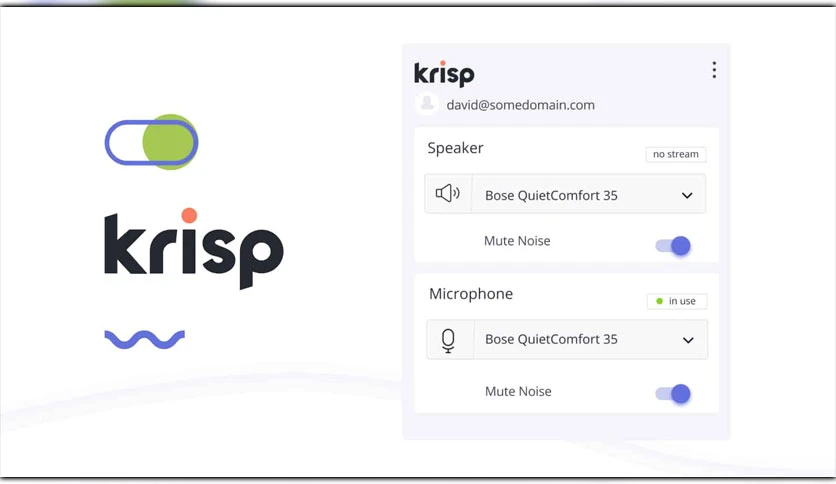 krisp
krisp
david@somedomain.com
Speaker
no stream
Bose QuietComfort 35
Mute Noise
Microphone
in use
Bose QuietComfort 35
Mute Noise